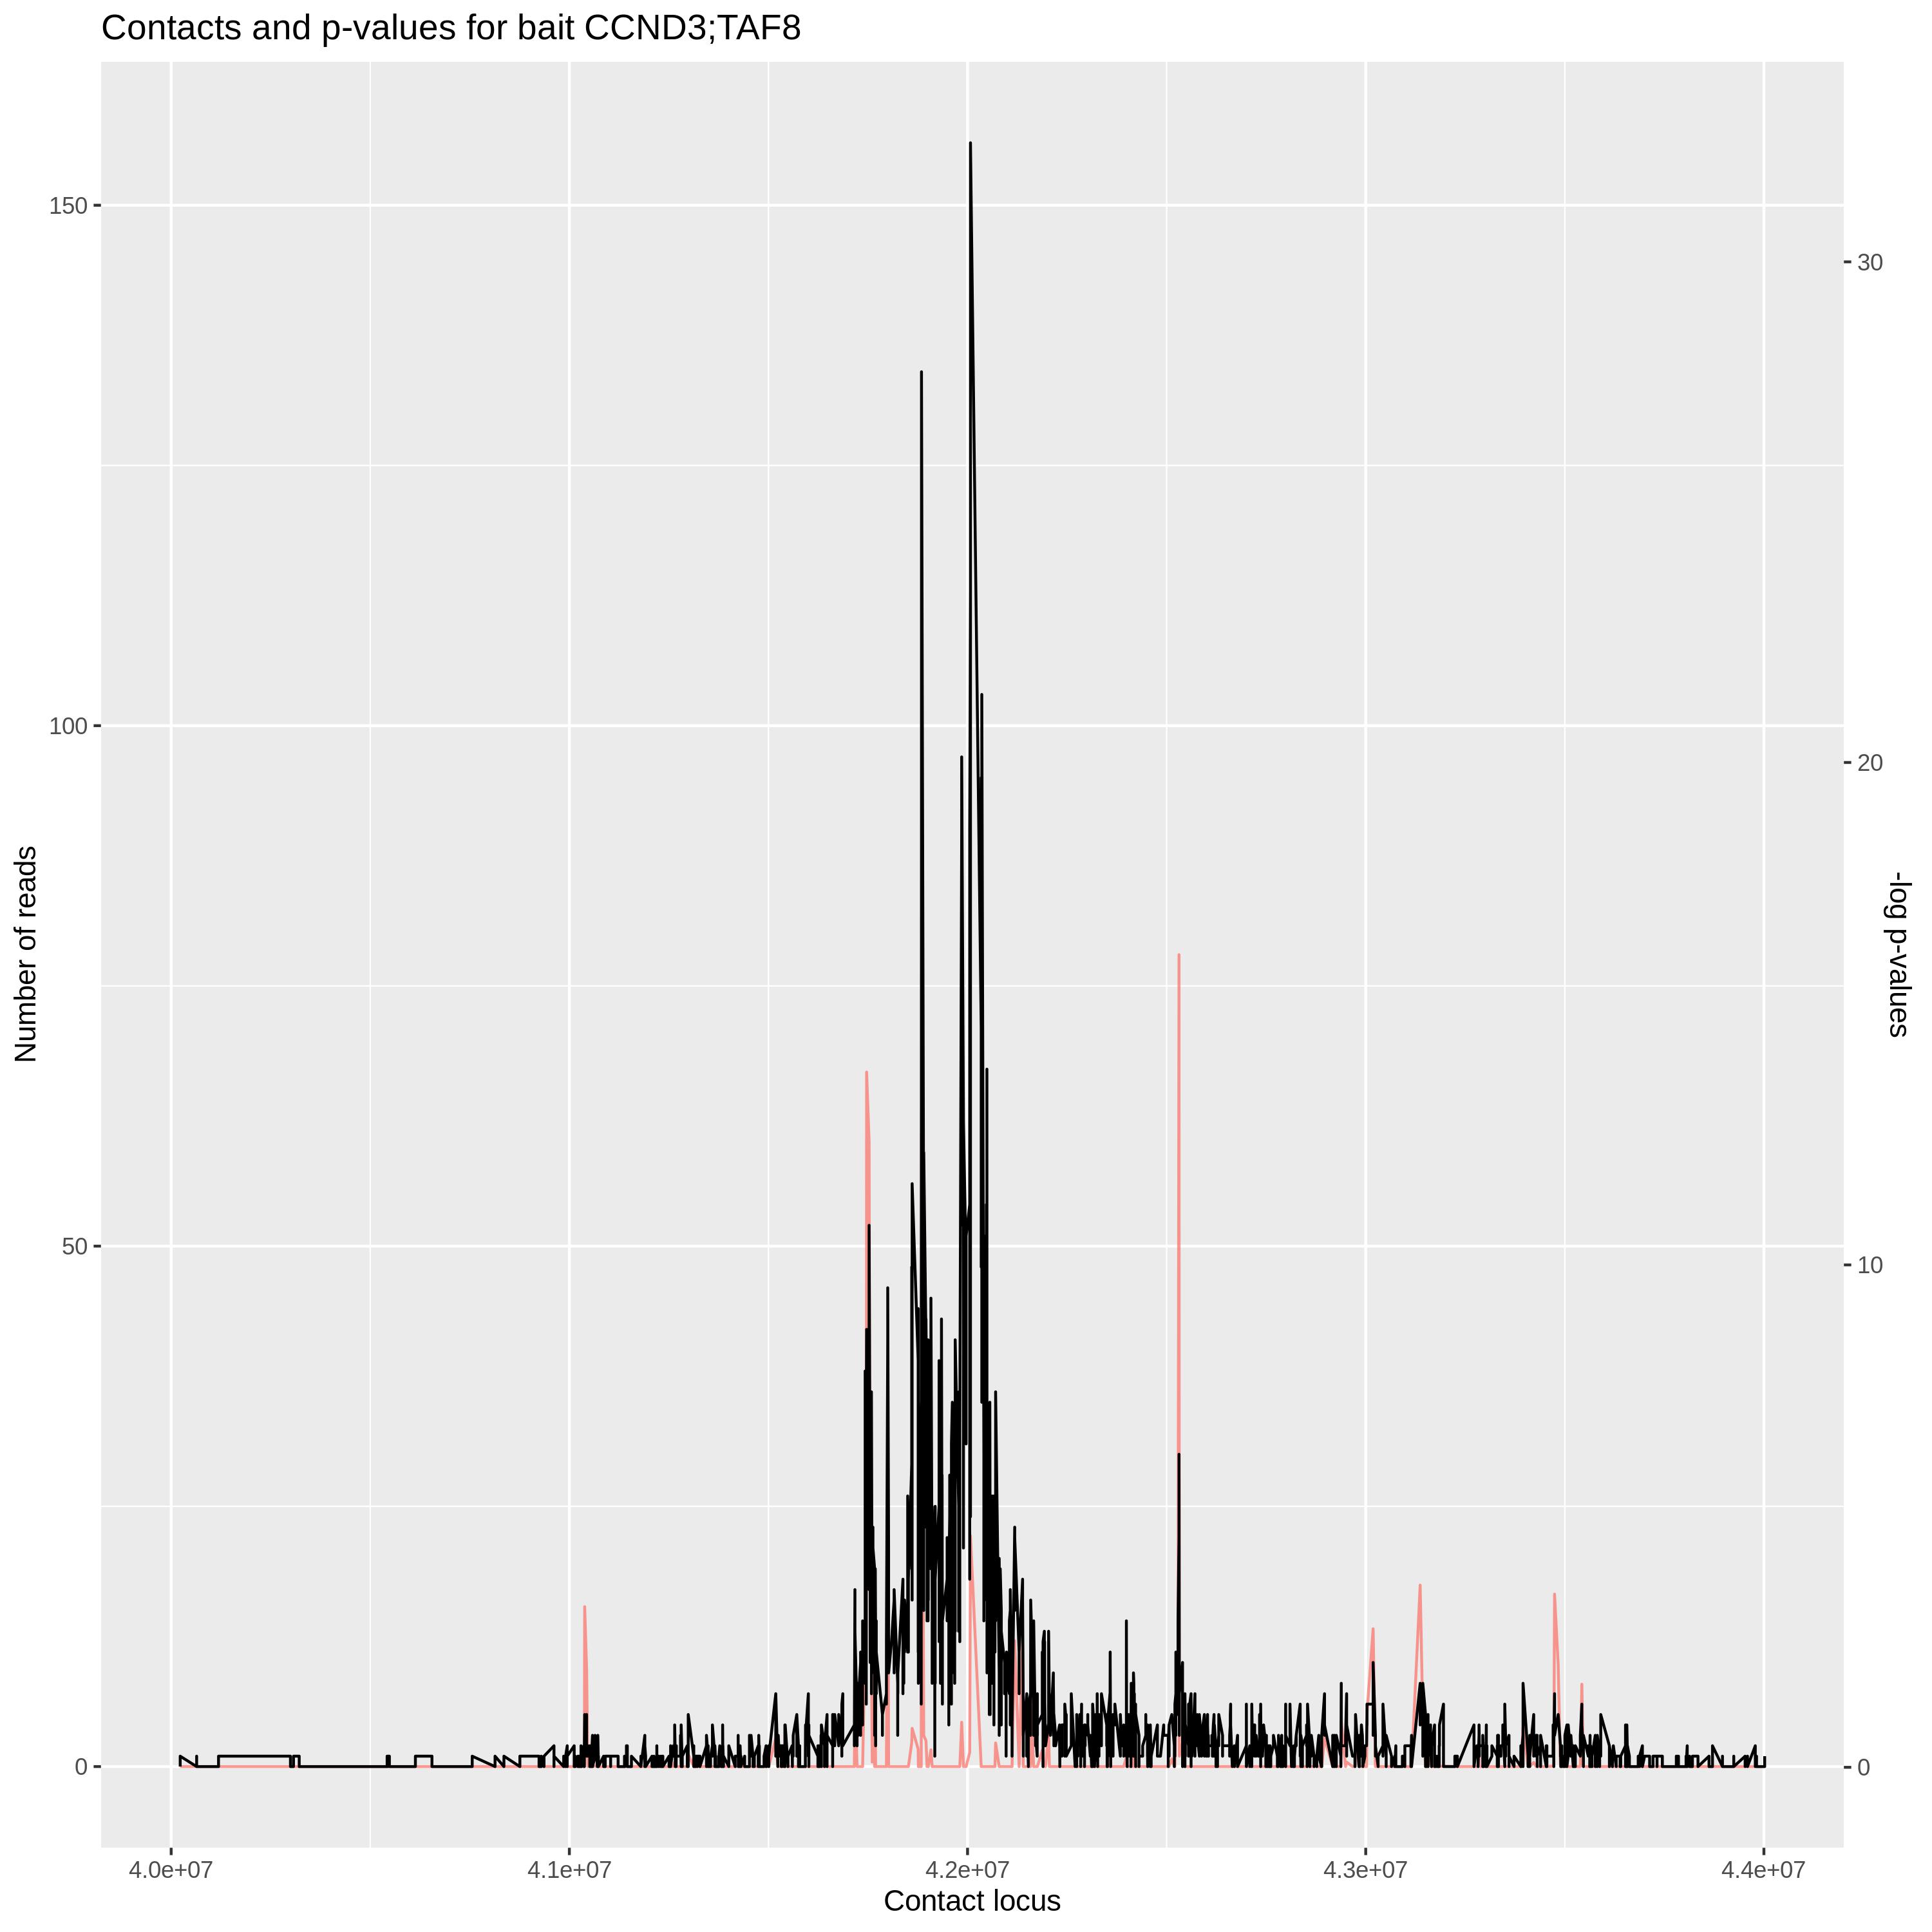 Contacts and p-values for bait CCND3;TAF8
150
100
50
0
Number of reads
30
20
10
0
-log p-values
4.0e+07 4.1e+07 4.2e+07 4.3e+07 4.4e+07
Contact locus